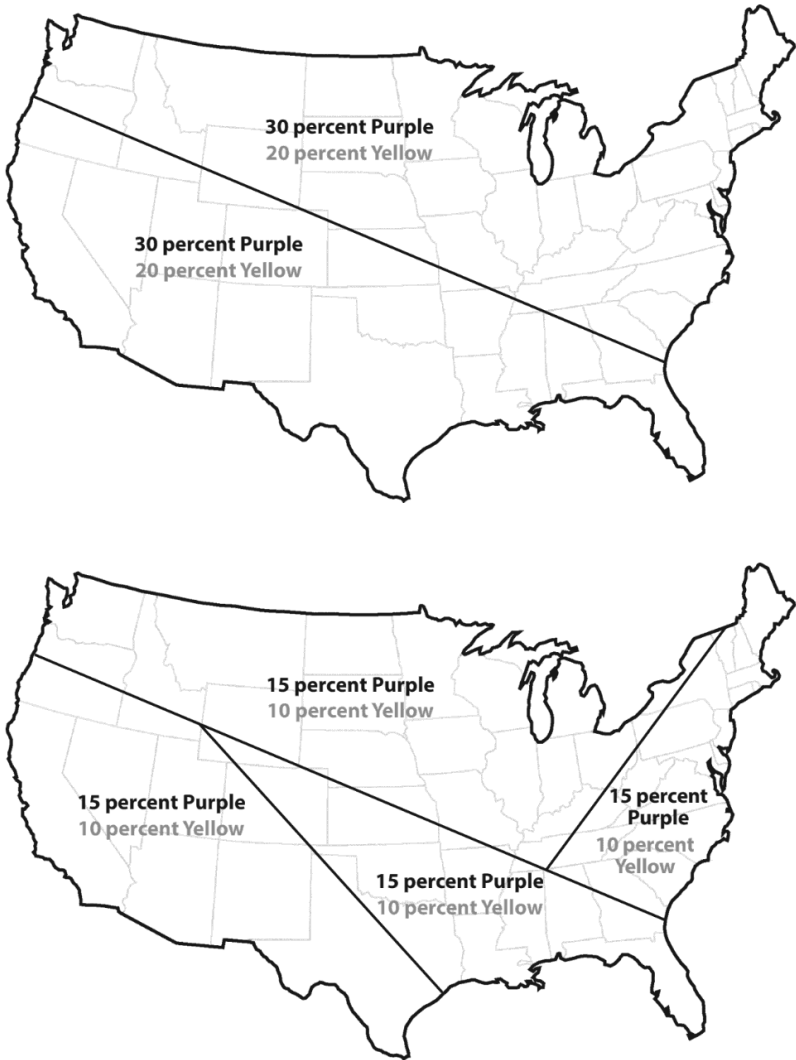 30 percent Purple
20 percent Yellow
30 percent Purple
20 percent Yellow
15 percent Purple
10 percent Yellow
15 percent Purple
10 percent Yellow
15 percent
Purple
10 percent
Yellow
15 percent Purple
10 percent Yellow